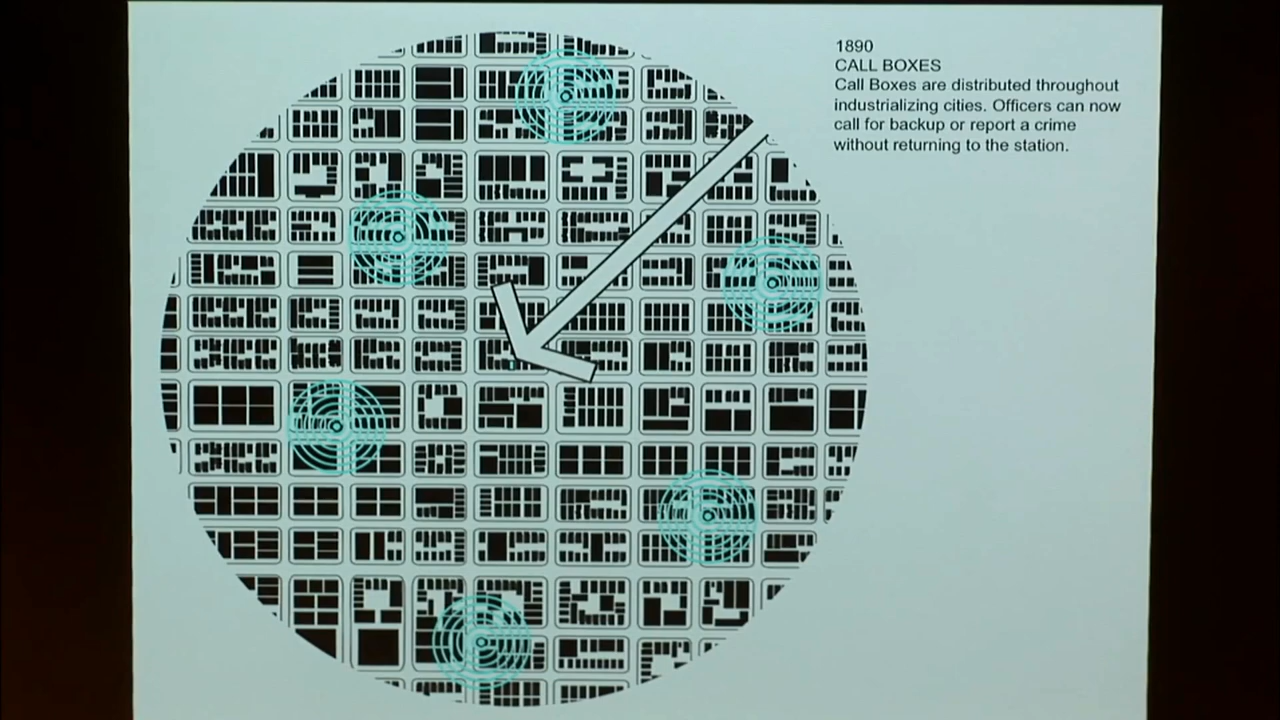 1890
CALL BOXES
Call Boxes are distributed throughout
industrializing cities. Officers can now
call for backup or report a crime
without returning to the station.